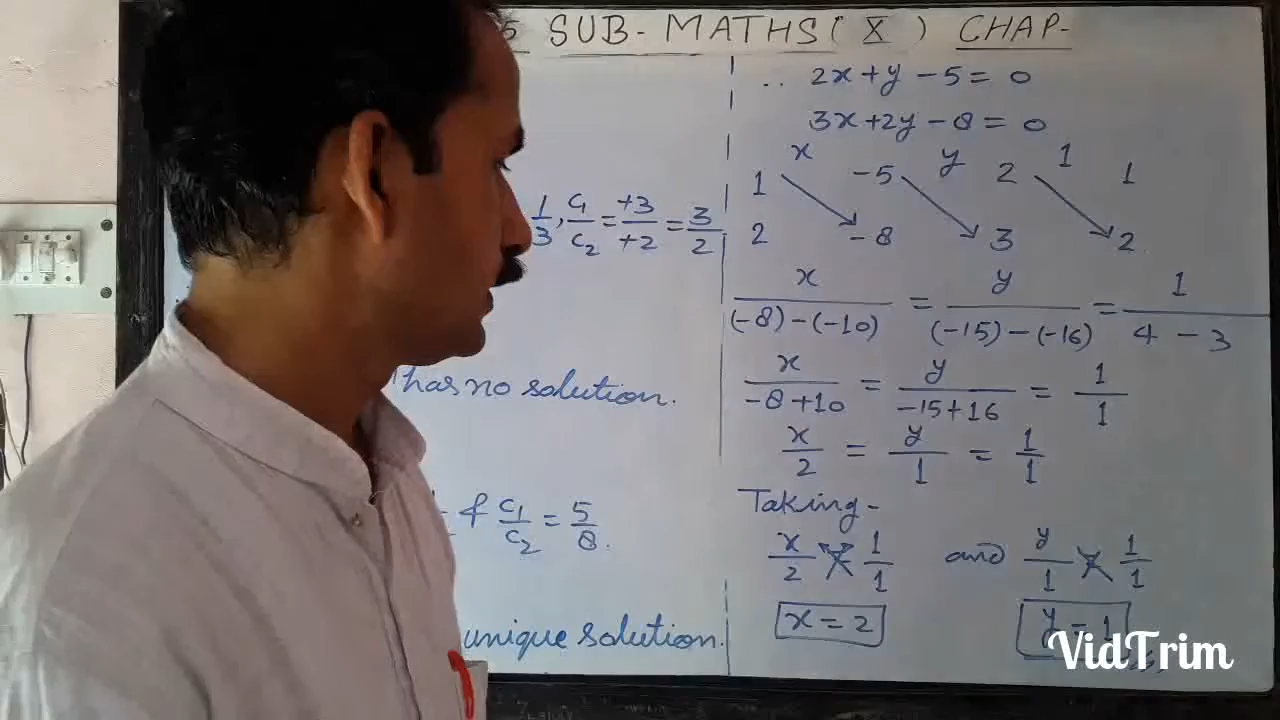 5 SUB- MATHS( X ) CHAP-
1/3, c₁/c₂ = +3/+2 = 3/2
has no solution.
& c₁/c₂ = 5/8.
unique solution.
.. 2x+y-5=0
3x+2y-8=0
x y 1
1 -5 2 1
2 -8 3 2
x/(-8)-(-10) = y/(-15)-(-16) = 1/4-3
x/-8+10 = y/-15+16 = 1/1
x/2 = y/1 = 1/1
Taking-
x/2 1/1 and y/1 1/1
x=2 y=1
VidTrim